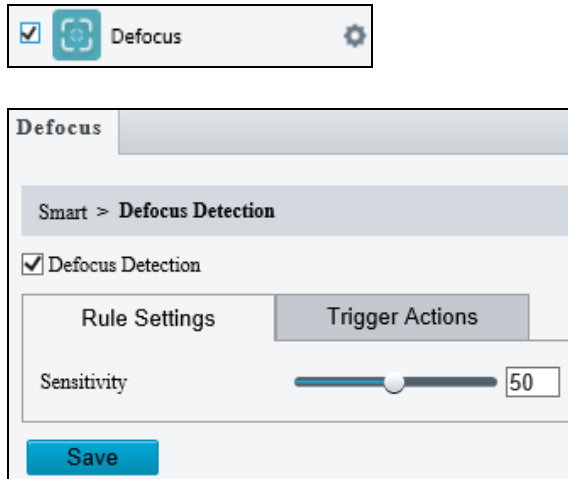 Defocus
Defocus
Smart > Defocus Detection
Defocus Detection
Rule Settings Trigger Actions
Sensitivity 50
Save